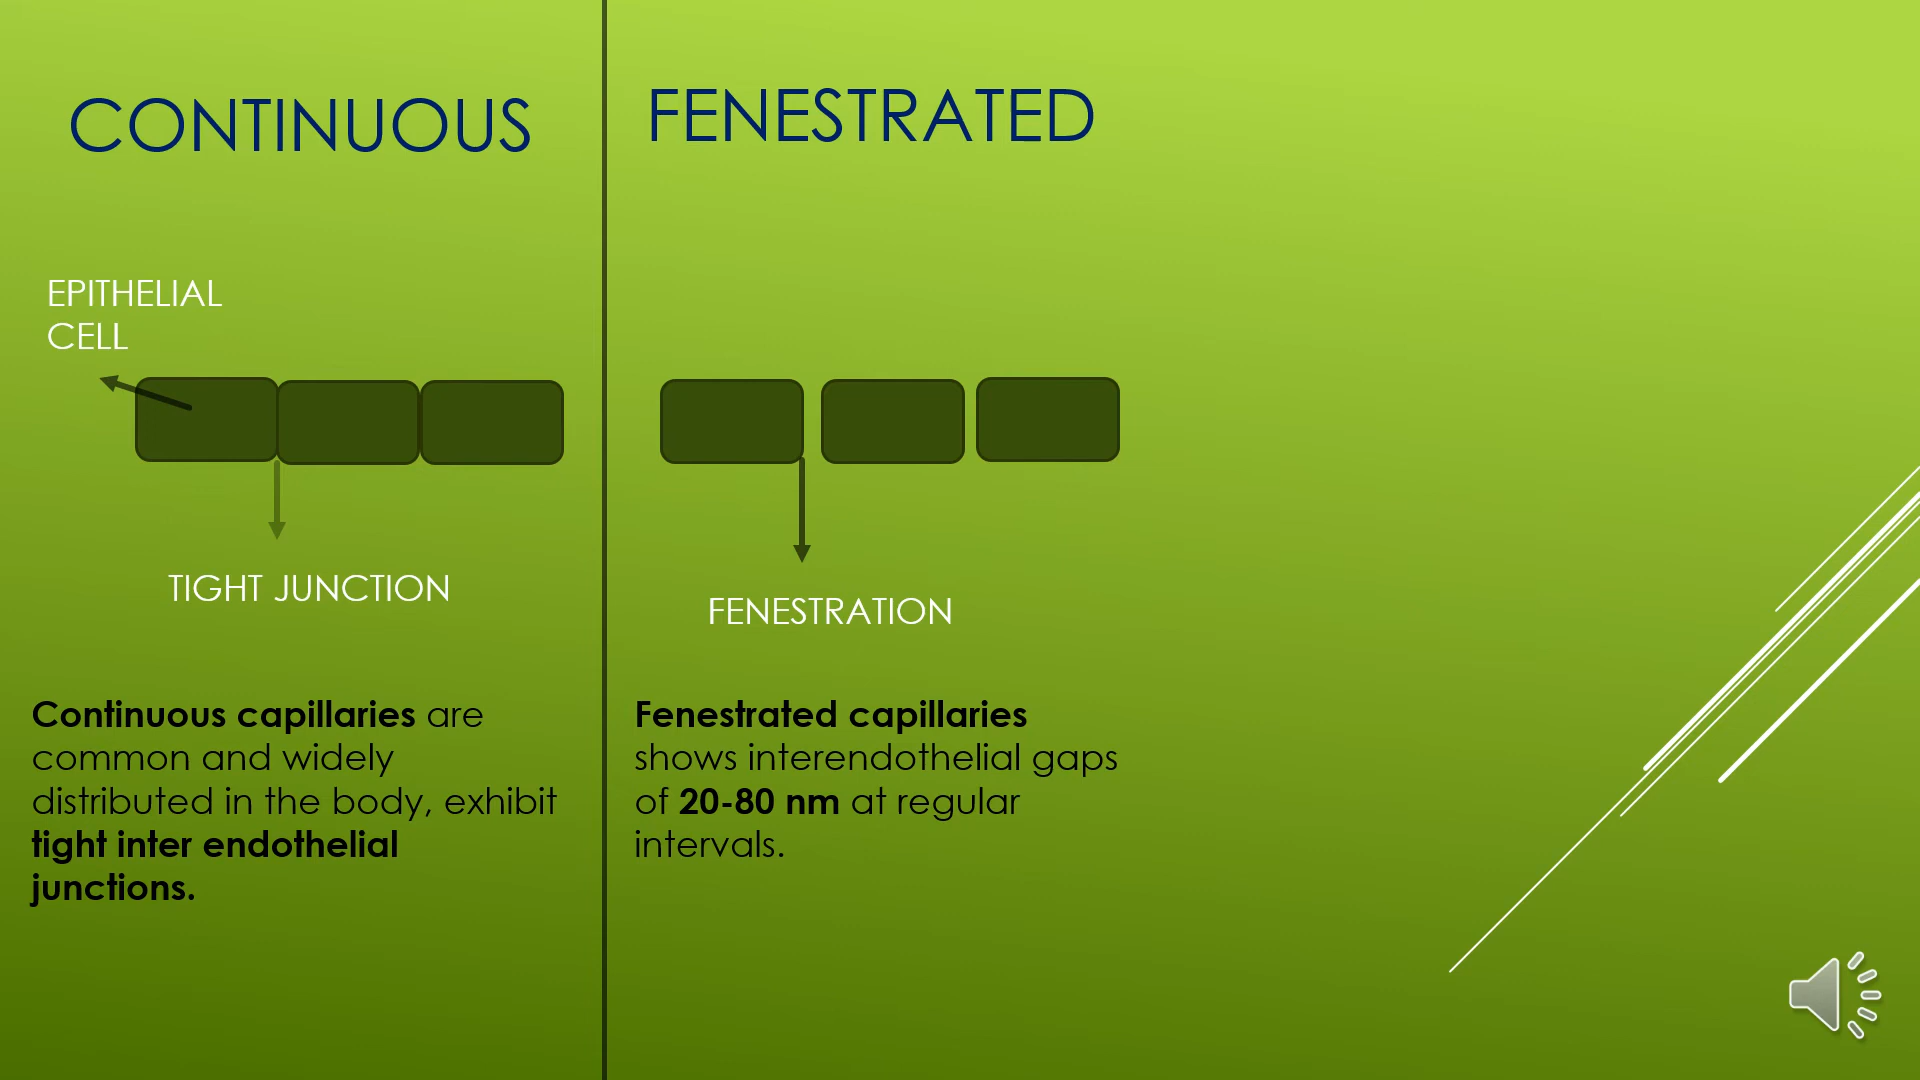 CONTINUOUS
EPITHELIAL
CELL
TIGHT JUNCTION
Continuous capillaries are
common and widely
distributed in the body, exhibit
tight inter endothelial
junctions.
FENESTRATED
FENESTRATION
Fenestrated capillaries
shows interendothelial gaps
of 20-80 nm at regular
intervals.